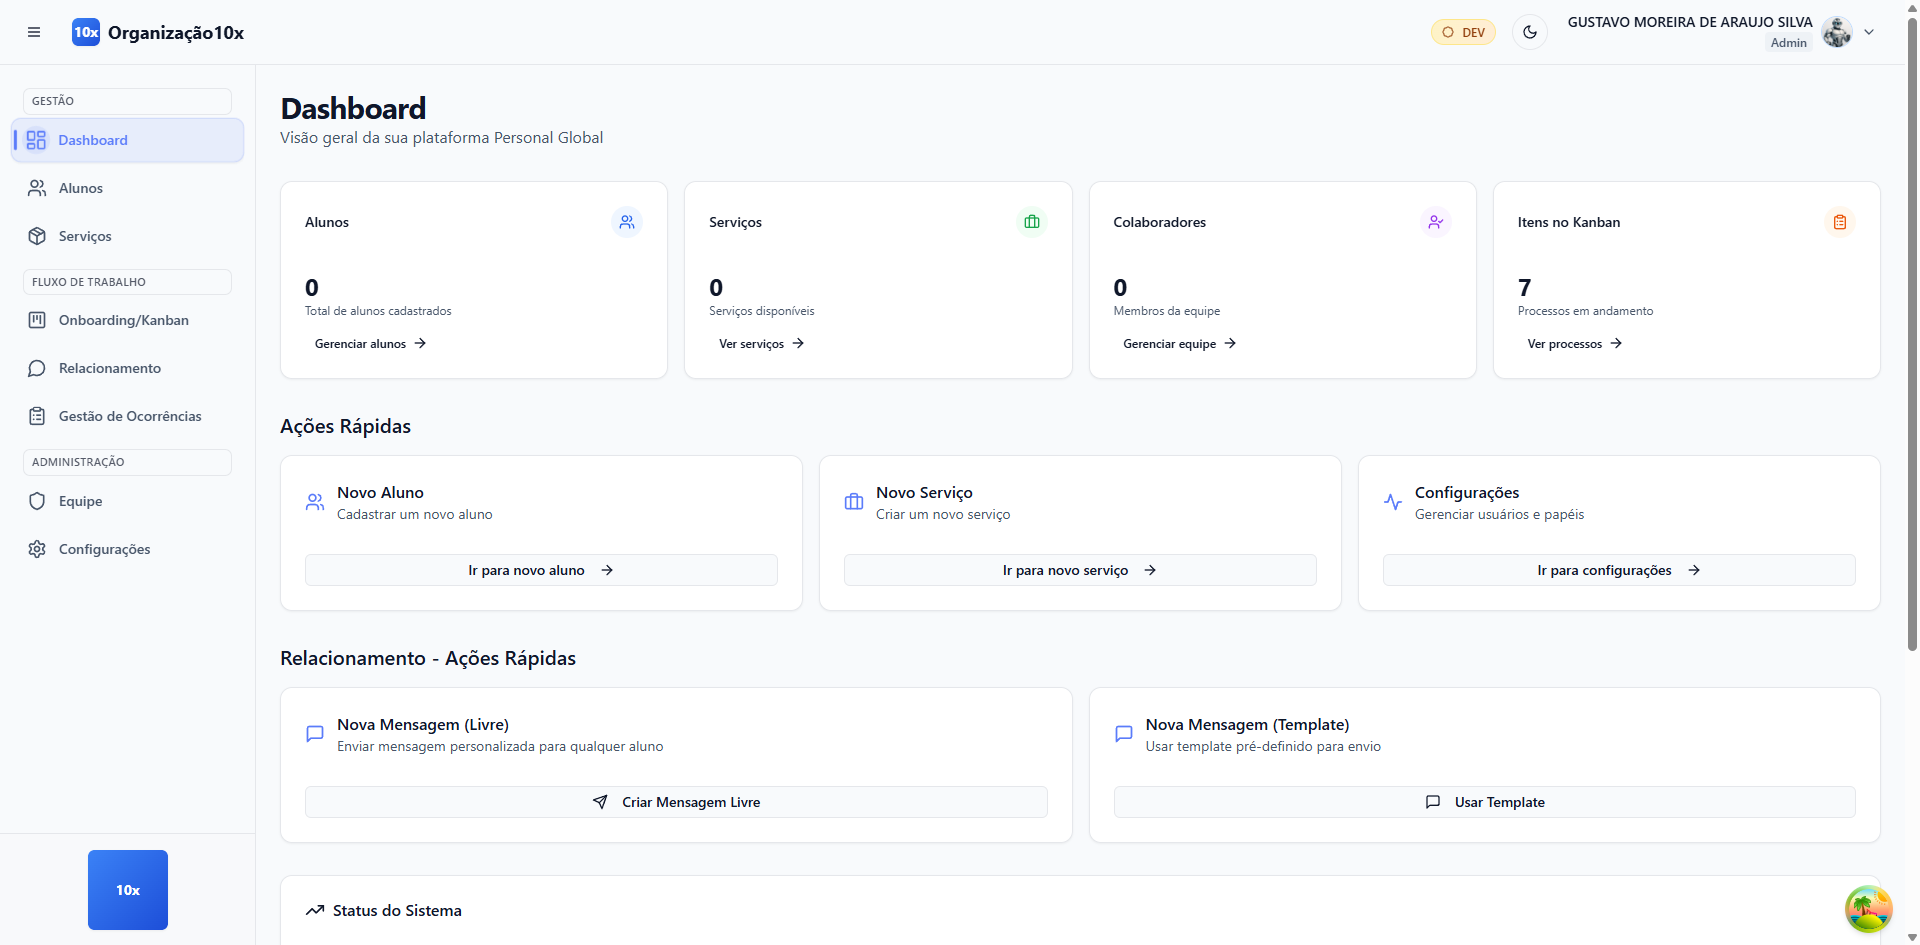 10x Organização10x
DEV
GUSTAVO MOREIRA DE ARAUJO SILVA
Admin
GESTÃO
Dashboard
Alunos
Serviços
FLUXO DE TRABALHO
Onboarding/Kanban
Relacionamento
Gestão de Ocorrências
ADMINISTRAÇÃO
Equipe
Configurações
10x
Dashboard
Visão geral da sua plataforma Personal Global
Alunos
0
Total de alunos cadastrados
Gerenciar alunos
Serviços
0
Serviços disponíveis
Ver serviços
Colaboradores
0
Membros da equipe
Gerenciar equipe
Itens no Kanban
7
Processos em andamento
Ver processos
Ações Rápidas
Novo Aluno
Cadastrar um novo aluno
Ir para novo aluno
Novo Serviço
Criar um novo serviço
Ir para novo serviço
Configurações
Gerenciar usuários e papéis
Ir para configurações
Relacionamento - Ações Rápidas
Nova Mensagem (Livre)
Enviar mensagem personalizada para qualquer aluno
Criar Mensagem Livre
Nova Mensagem (Template)
Usar template pré-definido para envio
Usar Template
Status do Sistema